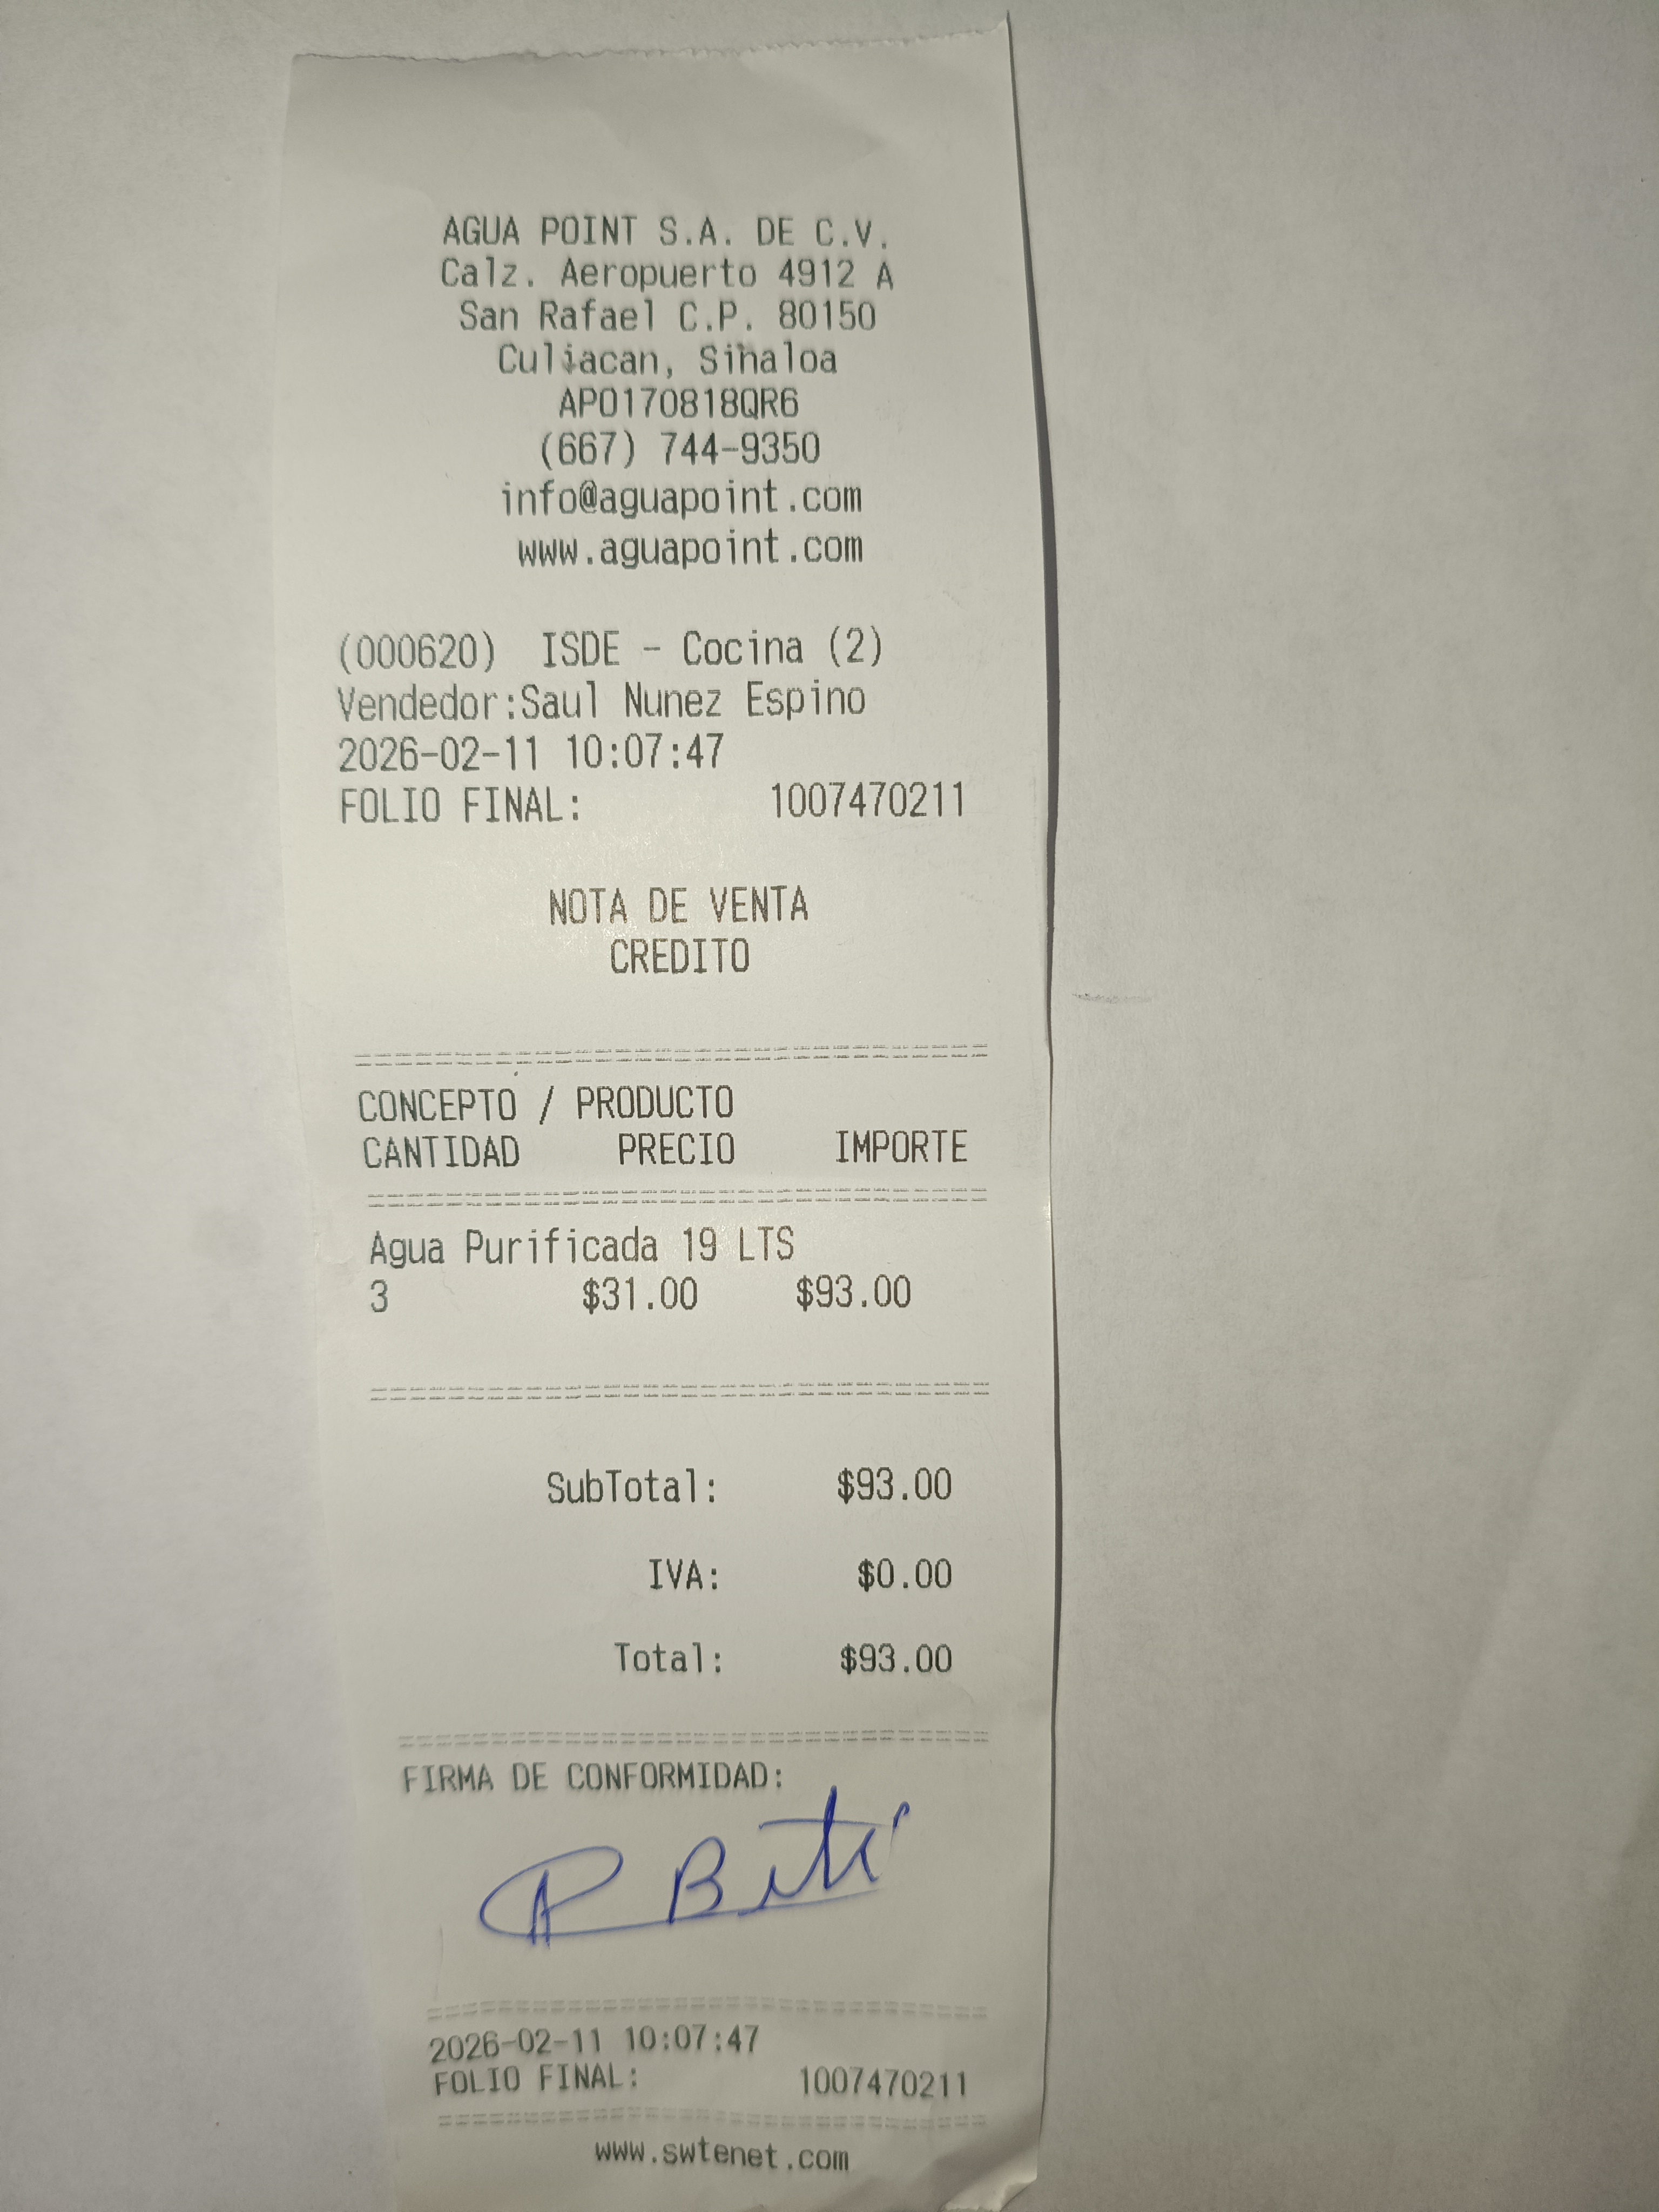 AGUA POINT S.A. DE C.V.
Calz. Aeropuerto 4912 A
San Rafael C.P. 80150
Culiacan, Sinaloa
APO170818QR6
(667) 744-9350
info@aguapoint.com
www.aguapoint.com
(000620) ISDE - Cocina (2)
Vendedor:Saul Nunez Espino
2026-02-11 10:07:47
FOLIO FINAL: 1007470211
NOTA DE VENTA
CREDITO
CONCEPTO / PRODUCTO
CANTIDAD PRECIO IMPORTE
Agua Purificada 19 LTS
3 $31.00 $93.00
SubTotal: $93.00
IVA: $0.00
Total: $93.00
FIRMA DE CONFORMIDAD:
2026-02-11 10:07:47
FOLIO FINAL: 1007470211
www.swtenet.com